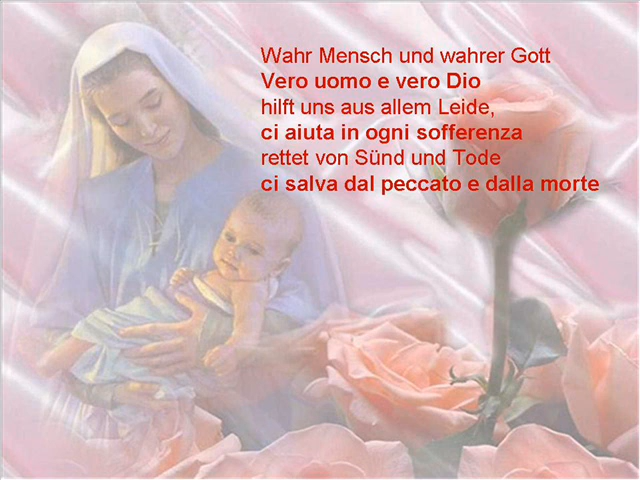 Wahr Mensch und wahrer Gott
Vero uomo e vero Dio
hilft uns aus allem Leide,
ci aiuta in ogni sofferenza
rettet von Sünd und Tode
ci salva dal peccato e dalla morte